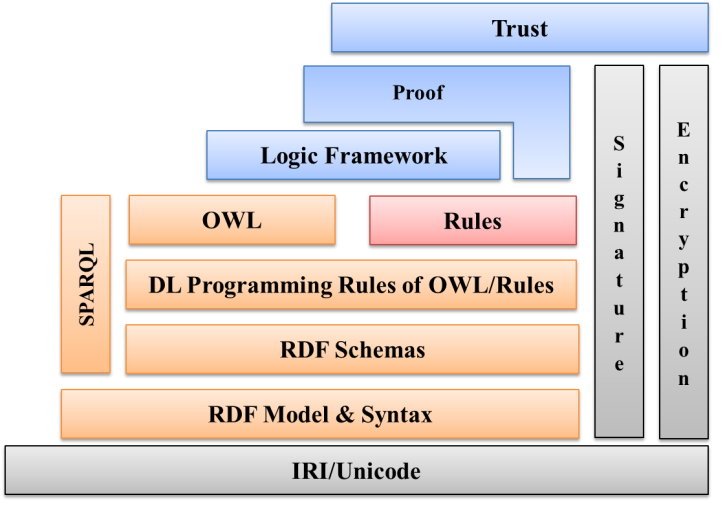 Trust
Proof
Logic Framework
Signature
Encryption
SPARQL
OWL
Rules
DL Programming Rules of OWL/Rules
RDF Schemas
RDF Model & Syntax
IRI/Unicode